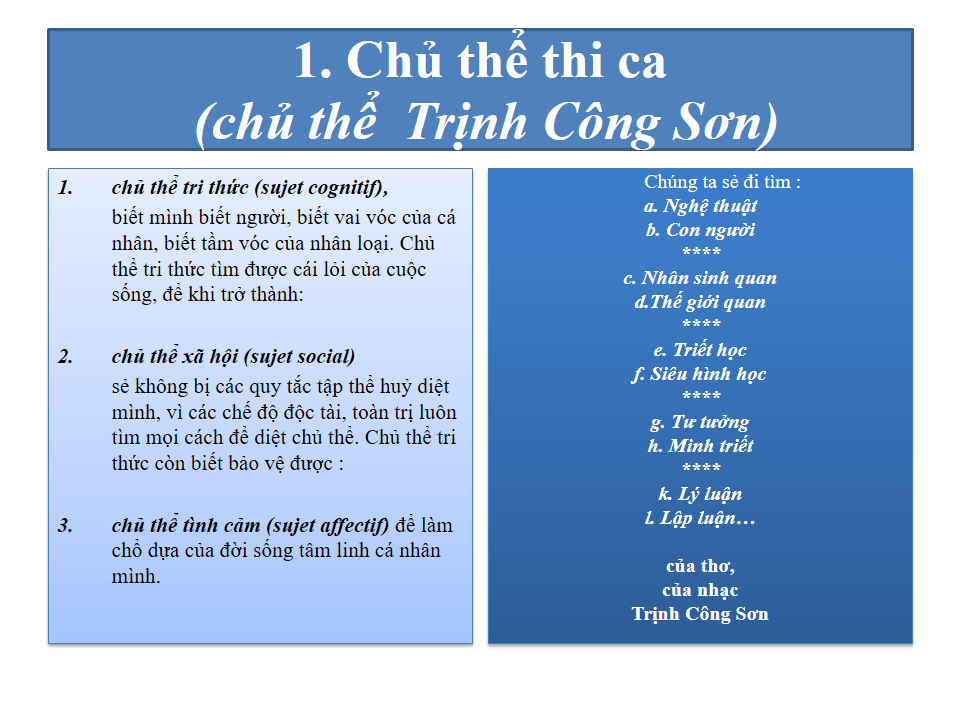 1. Chủ thể thi ca
(chủ thể  Trịnh Công Sơn)
1. chủ thể tri thức (sujet cognitif),
biết mình biết người, biết vai vóc của cá
nhân, biết tầm vóc của nhân loại. Chủ
thể tri thức tìm được cái lỏi của cuộc
sống, để khi trở thành:
2. chủ thể xã hội (sujet social)
sẻ không bị các quy tắc tập thể huỷ diệt
mình, vì các chế độ độc tài, toàn trị luôn
tìm mọi cách để diệt chủ thể. Chủ thể tri
thức còn biết bảo vệ được :
3. chủ thể tình cảm (sujet affectif) để làm
chổ dựa của đời sống tâm linh cá nhân
mình.
Chúng ta sẻ đi tìm :
a. Nghệ thuật
b. Con người
****
c. Nhân sinh quan
d.Thế giới quan
****
e. Triết học
f. Siêu hình học
****
g. Tư tưởng
h. Minh triết
****
k. Lý luận
l. Lập luận…
của thơ,
của nhạc
Trịnh Công Sơn